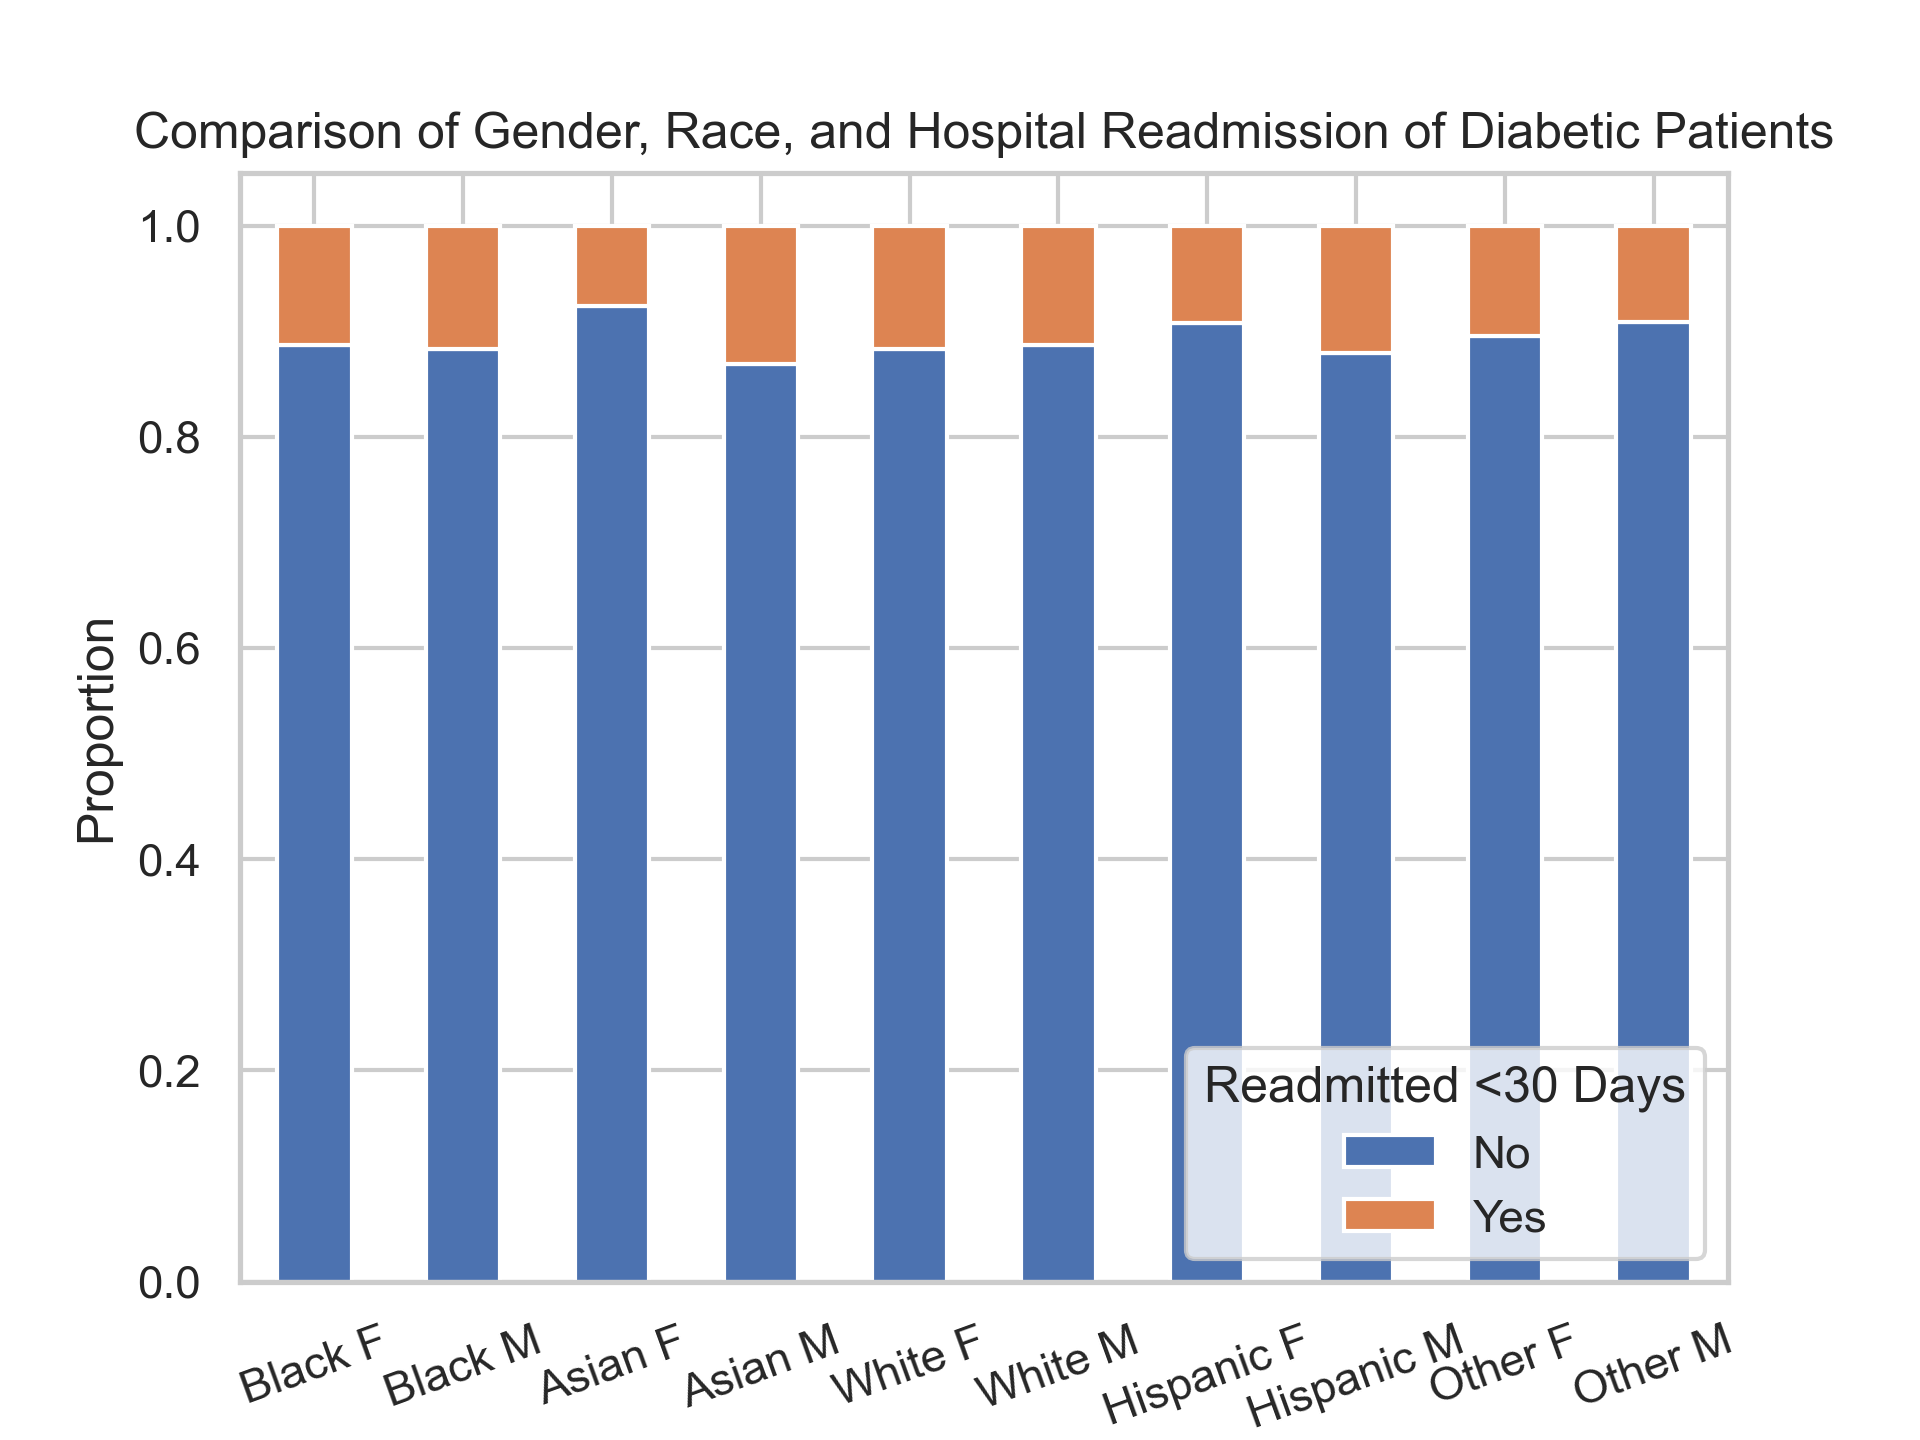 Comparison of Gender, Race, and Hospital Readmission of Diabetic Patients
1.0
0.8
0.6
0.4
0.2
0.0
Proportion
Readmitted <30 Days
No
Yes
Black F
Black M
Asian F
Asian M
White F
White M
Hispanic F
Hispanic M
Other F
Other M